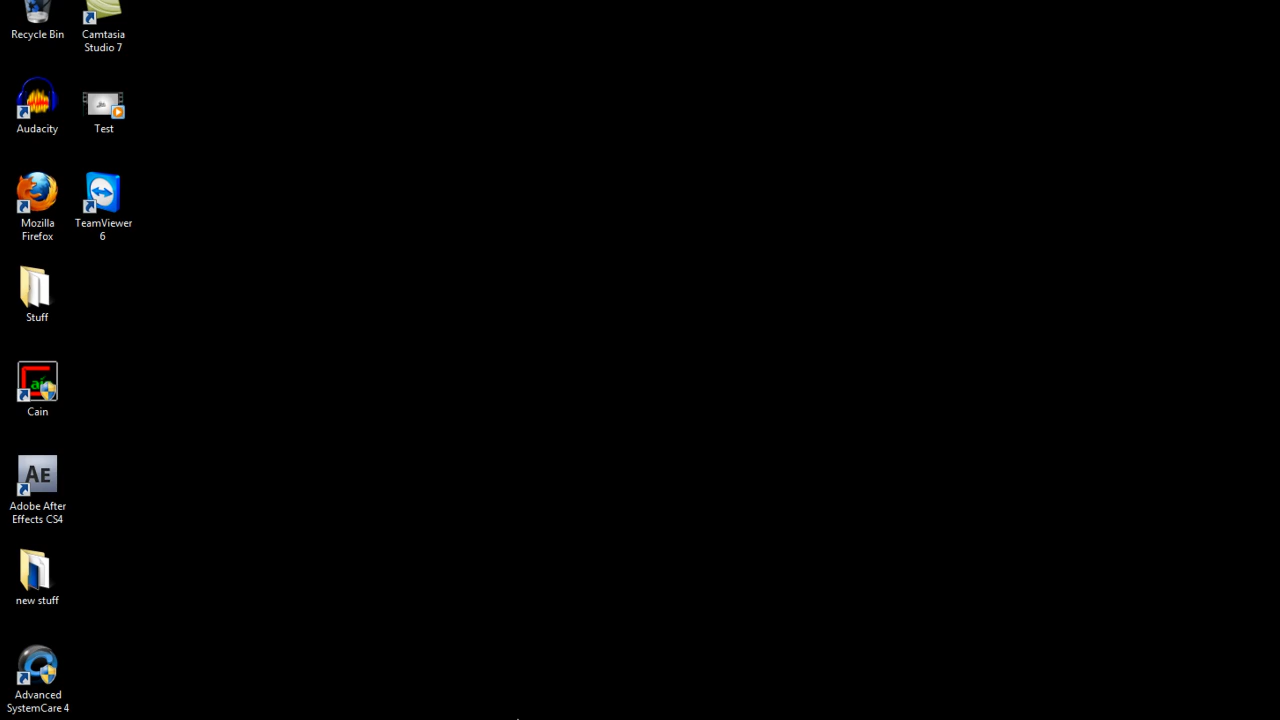 Recycle Bin
Camtasia
Studio 7
Audacity
Test
Mozilla
Firefox
TeamViewer
6
Stuff
Cain
AE
Adobe After
Effects CS4
new stuff
Advanced
SystemCare 4